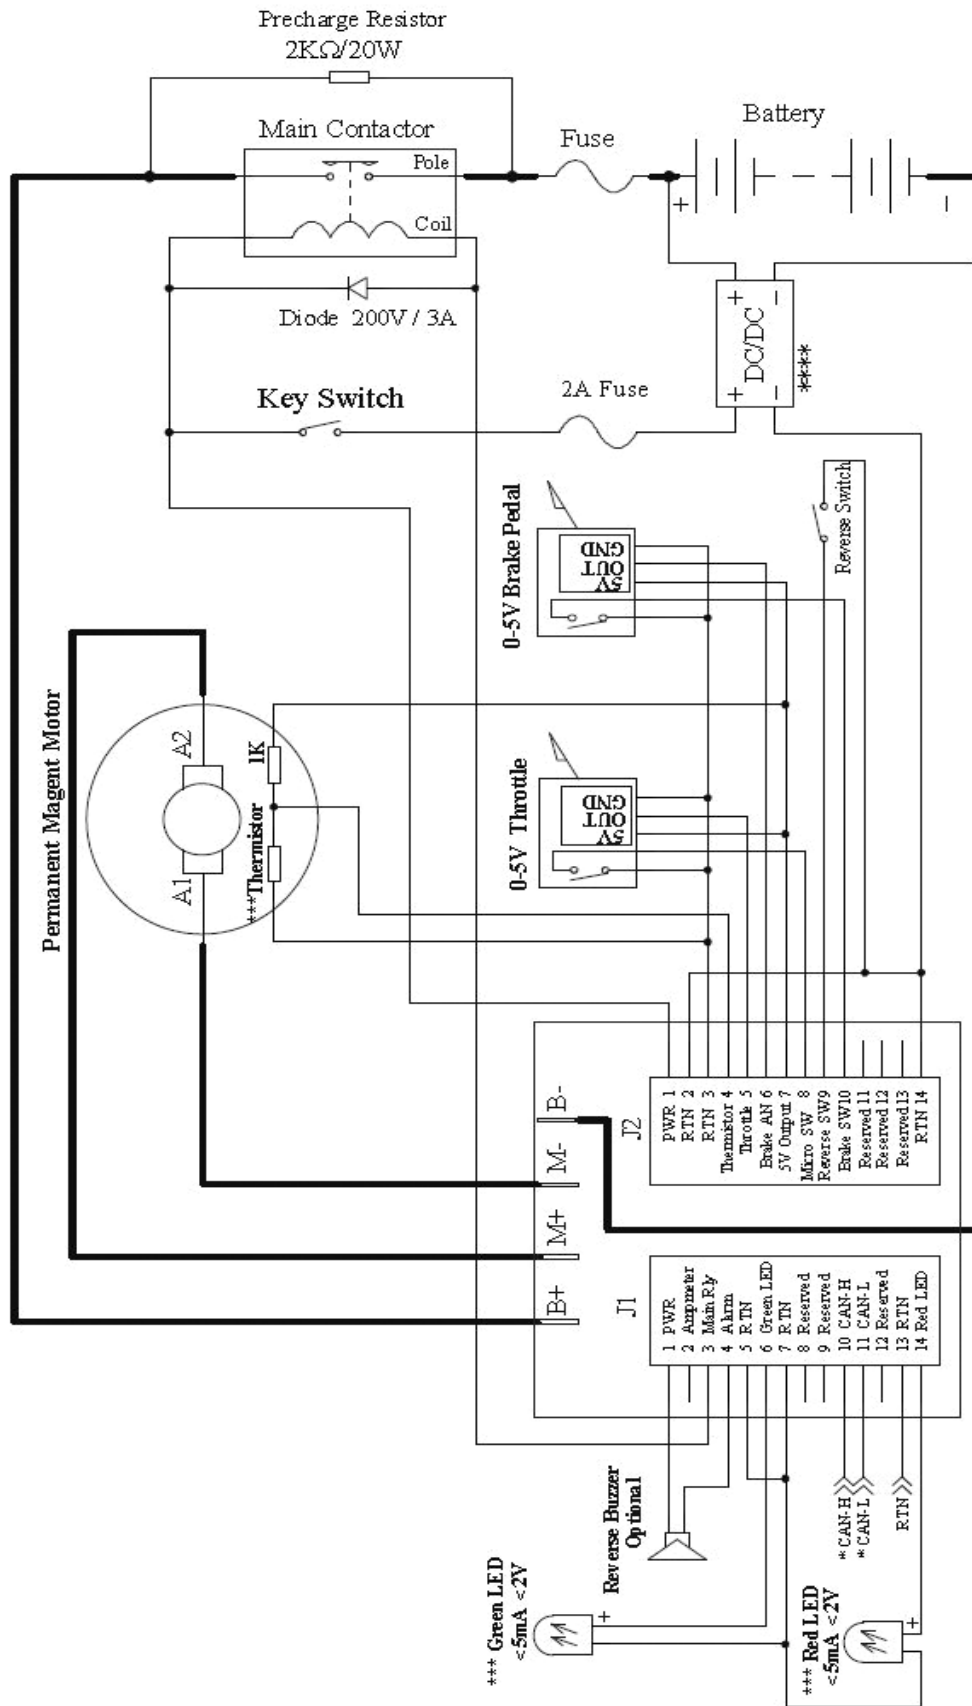 Precharge Resistor
2KΩ/20W
Main Contactor
Pole
Coil
Fuse
Battery
+
−
Diode 200V / 3A
+
−
DC/DC
****
+
−
Key Switch
2A Fuse
Reverse Switch
0-5V Brake Pedal
GND
OUT
5V
Permanent Magent Motor
A2
A1
1K
***Thermistor
0-5V Throttle
GND
OUT
5V
B-
M-
M+
B+
J2
PWR 1
RTN 2
RTN 3
Thermistor 4
Throttle 5
Brake AN 6
5V Output 7
Micro SW 8
Reverse SW9
Brake SW10
Reserved 11
Reserved 12
Reserved 13
RTN 14
J1
1 PWR
2 Ampmeter
3 Main Rly
4 Alarm
5 RTN
6 Green LED
7 RTN
8 Reserved
9 Reserved
10 CAN-H
11 CAN-L
12 Reserved
13 RTN
14 Red LED
Reverse Buzzer
Optional
*CAN-H
*CAN-L
RTN
*** Green LED
<5mA <2V
+
*** Red LED
<5mA <2V
+